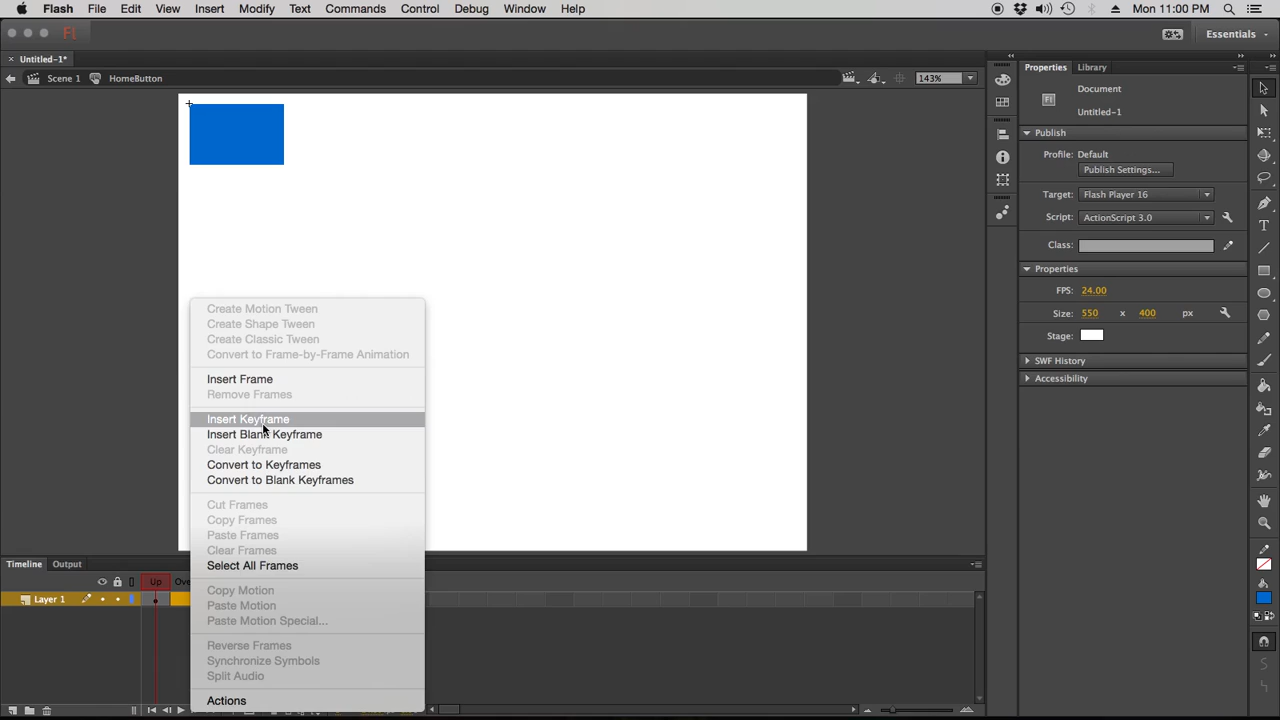 Flash File Edit View Insert Modify Text Commands Control Debug Window Help Mon 11:00 PM
Fl Essentials
× Untitled-1*
Scene 1 HomeButton 143%
Properties Library
Document
Fl Untitled-1
Publish
Profile: Default
Publish Settings...
Target: Flash Player 16
Script: ActionScript 3.0
Class:
Properties
FPS: 24.00
Size: 550 x 400 px
Stage:
SWF History
Accessibility
Create Motion Tween
Create Shape Tween
Create Classic Tween
Convert to Frame-by-Frame Animation
Insert Frame
Remove Frames
Insert Keyframe
Insert Blank Keyframe
Clear Keyframe
Convert to Keyframes
Convert to Blank Keyframes
Cut Frames
Copy Frames
Paste Frames
Clear Frames
Select All Frames
Copy Motion
Paste Motion
Paste Motion Special...
Reverse Frames
Synchronize Symbols
Split Audio
Actions
Timeline Output
Up Ove
Layer 1